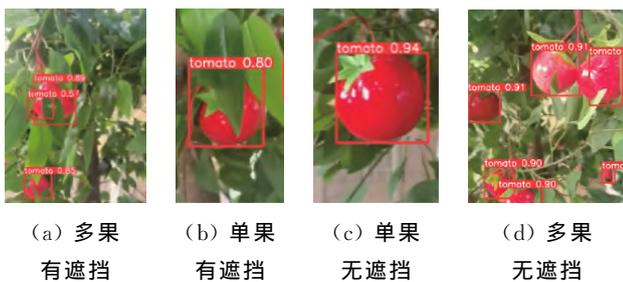 tomato 0.89
tomato 0.5
tomato 0.85
tomato 0.80
tomato 0.94
tomato 0.91
tomato
tomato 0.91
tomato 0.90
tomato 0.90
(a) 多果
有遮挡
(b) 单果
有遮挡
(c) 单果
无遮挡
(d) 多果
无遮挡